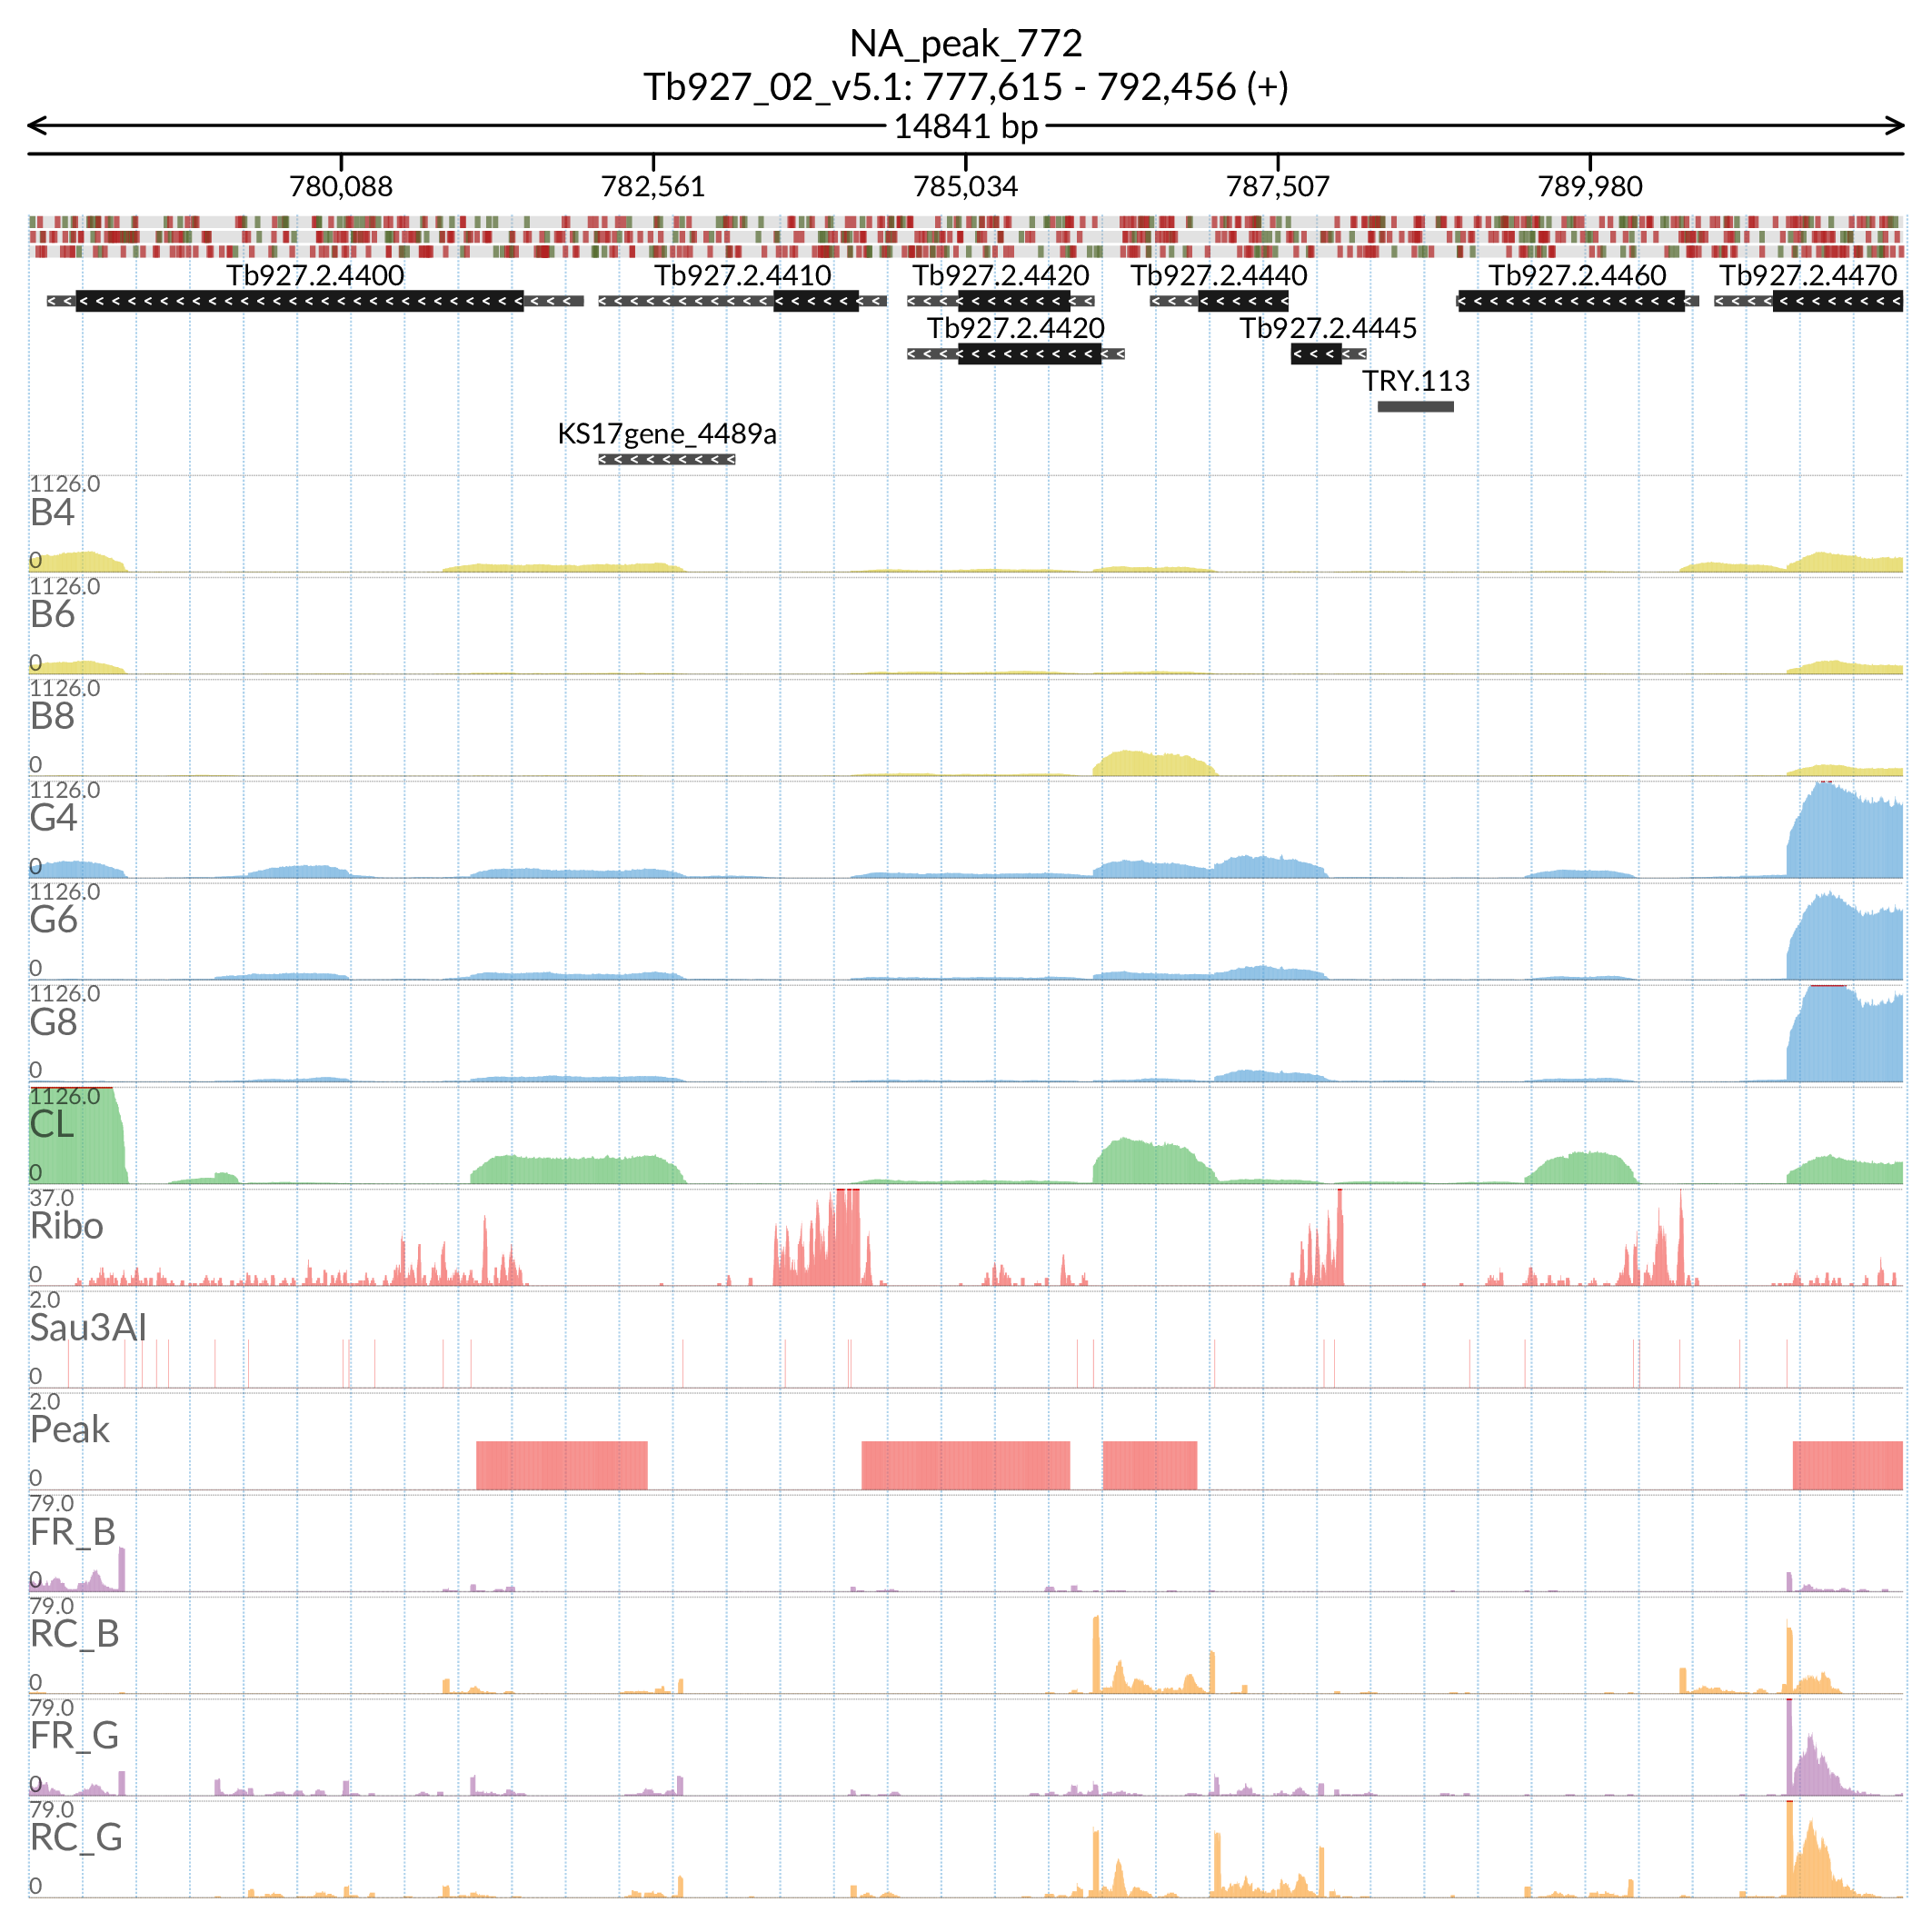 NA_peak_772
Tb927_02_v5.1: 777,615 - 792,456 (+)
14841 bp
780,088 782,561 785,034 787,507 789,980
Tb927.2.4400 Tb927.2.4410 Tb927.2.4420 Tb927.2.4440 Tb927.2.4460 Tb927.2.4470
Tb927.2.4420 Tb927.2.4445
TRY.113
KS17gene_4489a
1126.0
B4
0
1126.0
B6
0
1126.0
B8
0
1126.0
G4
0
1126.0
G6
0
1126.0
G8
0
1126.0
CL
0
37.0
Ribo
0
2.0
Sau3AI
0
2.0
Peak
0
79.0
FR_B
0
79.0
RC_B
0
79.0
FR_G
0
79.0
RC_G
0